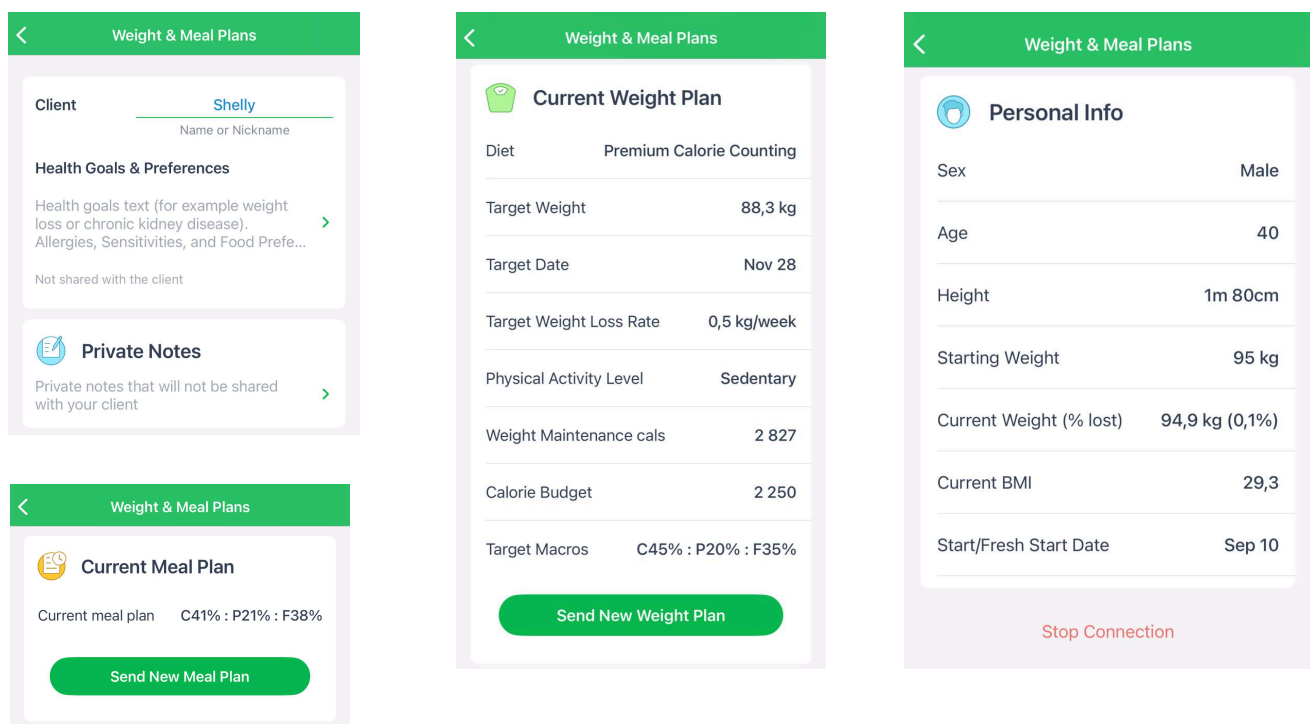 Weight & Meal Plans
Client Shelly
Name or Nickname
Health Goals & Preferences
Health goals text (for example weight
loss or chronic kidney disease).
Allergies, Sensitivities, and Food Prefe...
Not shared with the client
Private Notes
Private notes that will not be shared
with your client
Weight & Meal Plans
Current Meal Plan
Current meal plan C41% : P21% : F38%
Send New Meal Plan
Weight & Meal Plans
Current Weight Plan
Diet Premium Calorie Counting
Target Weight 88,3 kg
Target Date Nov 28
Target Weight Loss Rate 0,5 kg/week
Physical Activity Level Sedentary
Weight Maintenance cals 2 827
Calorie Budget 2 250
Target Macros C45% : P20% : F35%
Send New Weight Plan
Weight & Meal Plans
Personal Info
Sex Male
Age 40
Height 1m 80cm
Starting Weight 95 kg
Current Weight (% lost) 94,9 kg (0,1%)
Current BMI 29,3
Start/Fresh Start Date Sep 10
Stop Connection